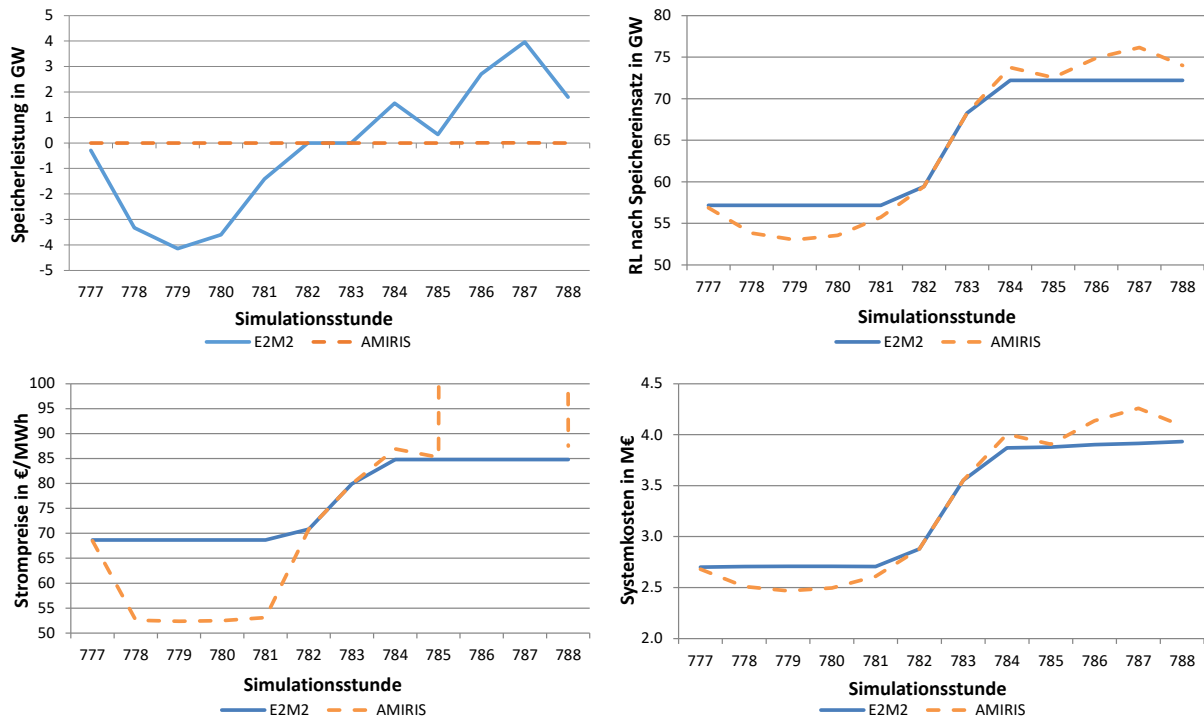 Speicherleistung in GW
5
4
3
2
1
0
-1
-2
-3
-4
-5
777 778 779 780 781 782 783 784 785 786 787 788
Simulationsstunde
E2M2 AMIRIS
RL nach Speichereinsatz in GW
80
75
70
65
60
55
50
777 778 779 780 781 782 783 784 785 786 787 788
Simulationsstunde
E2M2 AMIRIS
Strompreise in €/MWh
100
95
90
85
80
75
70
65
60
55
50
777 778 779 780 781 782 783 784 785 786 787 788
Simulationsstunde
E2M2 AMIRIS
Systemkosten in M€
4.5
4.0
3.5
3.0
2.5
2.0
777 778 779 780 781 782 783 784 785 786 787 788
Simulationsstunde
E2M2 AMIRIS